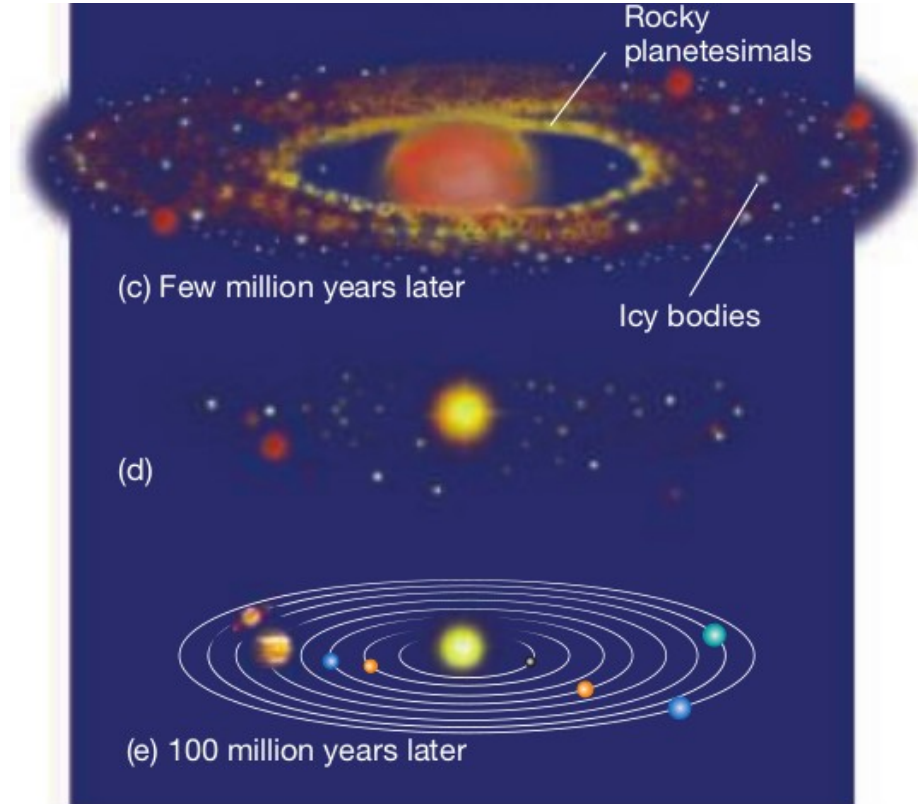 Rocky
planetesimals
(c) Few million years later
Icy bodies
(d)
(e) 100 million years later